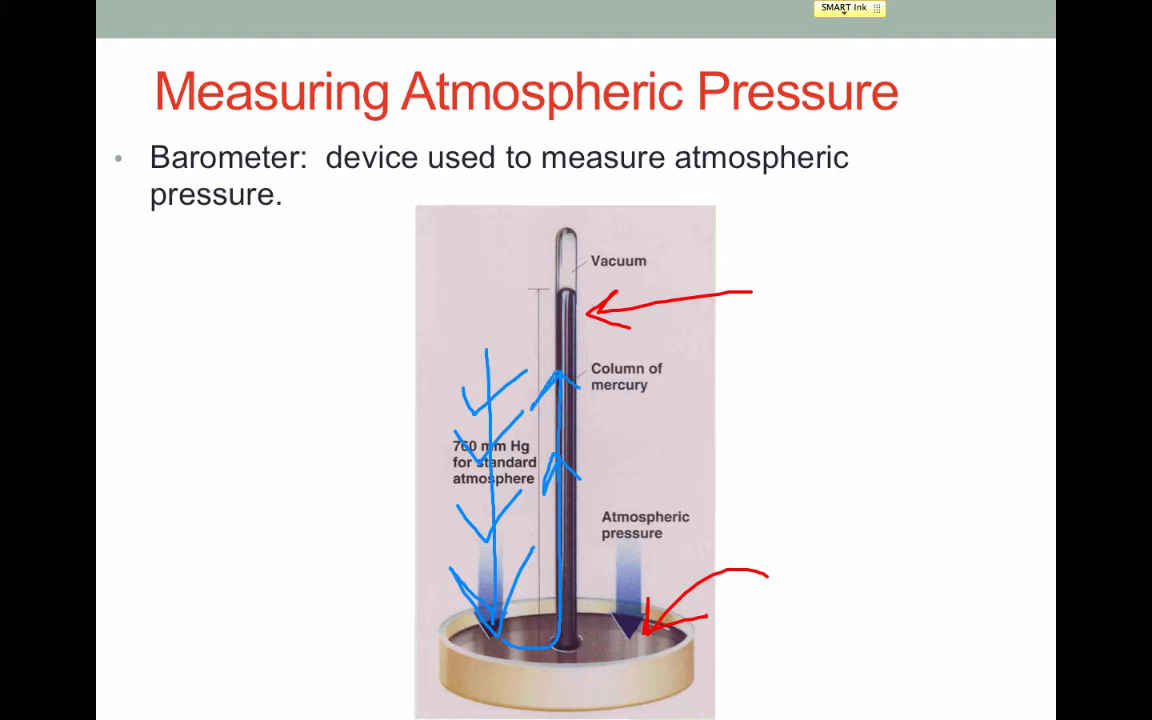 SMART Ink
Measuring Atmospheric Pressure
• Barometer: device used to measure atmospheric
pressure.
Vacuum
Column of
mercury
760 mm Hg
for standard
atmosphere
Atmospheric
pressure